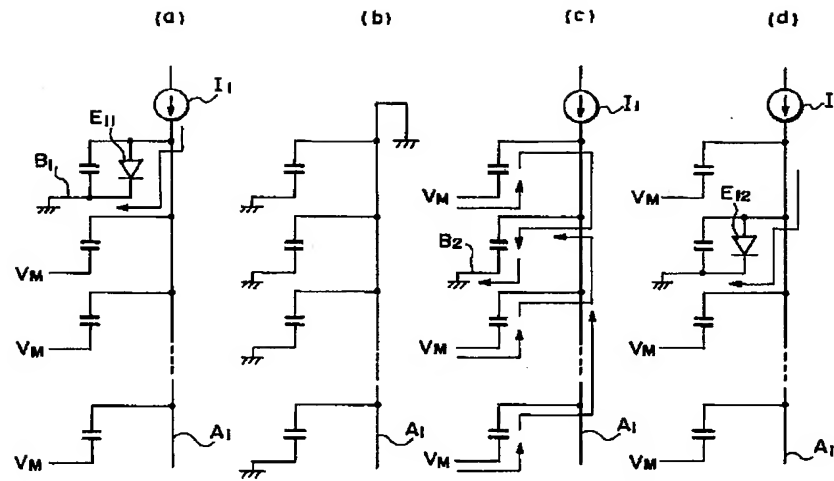 (a) (b) (c) (d)
I1 I1 I
E11
B1
VM E12
VM VM
B2
VM VM VM
VM VM VM
A1 A1 A1 A1